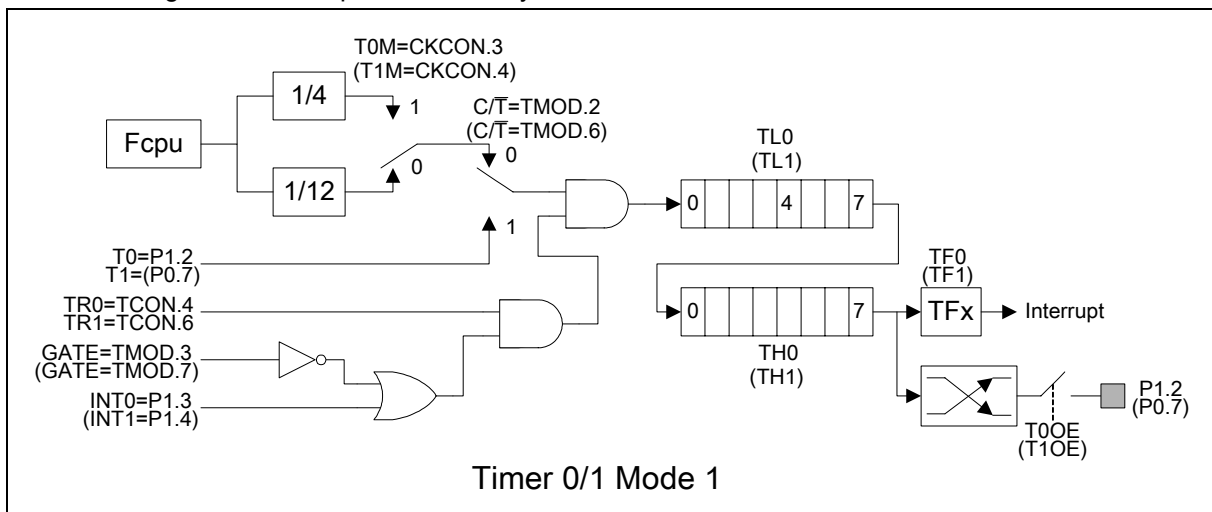 T0M=CKCON.3
(T1M=CKCON.4)
1/4
1
C/T̅=TMOD.2
(C/T̅=TMOD.6)
Fcpu
0
0
TL0
(TL1)
1/12
0 4 7
1
T0=P1.2
T1=(P0.7)
TF0
(TF1)
TR0=TCON.4
TR1=TCON.6
0 7
TFx
Interrupt
GATE=TMOD.3
(GATE=TMOD.7)
TH0
(TH1)
INT0=P1.3
(INT1=P1.4)
P1.2
(P0.7)
T0OE
(T1OE)
Timer 0/1 Mode 1